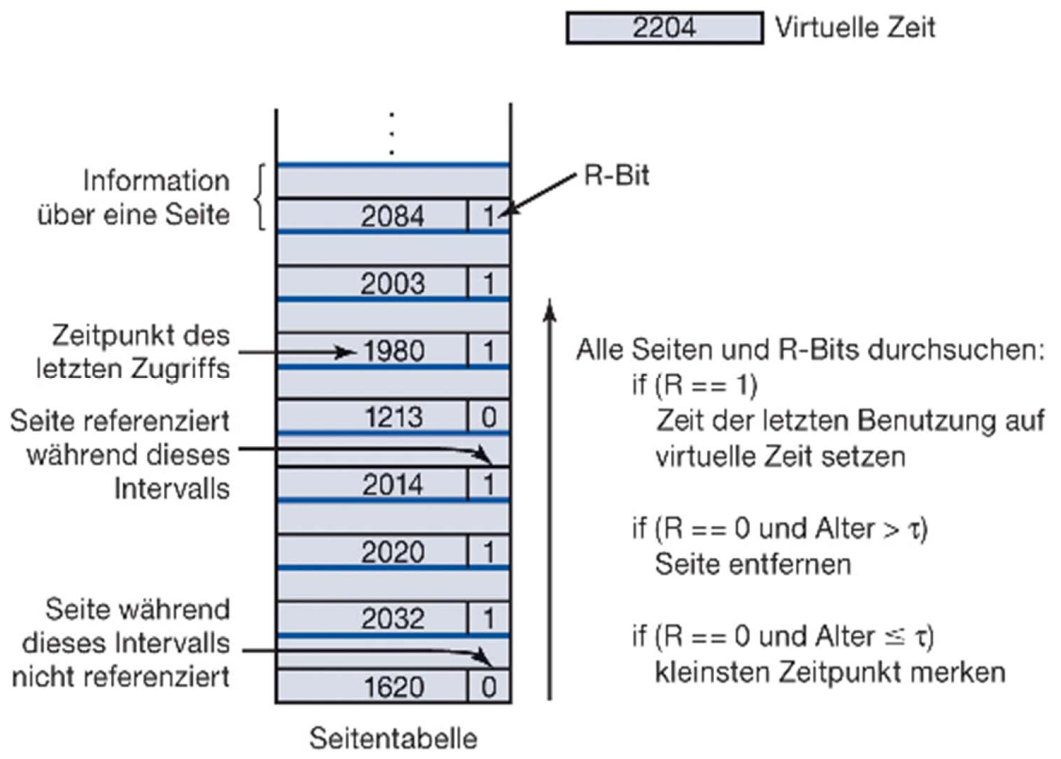 2204 Virtuelle Zeit
Information
über eine Seite
R-Bit
2084 1
2003 1
Zeitpunkt des
letzten Zugriffs
1980 1
Seite referenziert
während dieses
Intervalls
1213 0
2014 1
2020 1
Seite während
dieses Intervalls
nicht referenziert
2032 1
1620 0
Seitentabelle
Alle Seiten und R-Bits durchsuchen:
if (R == 1)
Zeit der letzten Benutzung auf
virtuelle Zeit setzen
if (R == 0 und Alter > τ)
Seite entfernen
if (R == 0 und Alter ≤ τ)
kleinsten Zeitpunkt merken